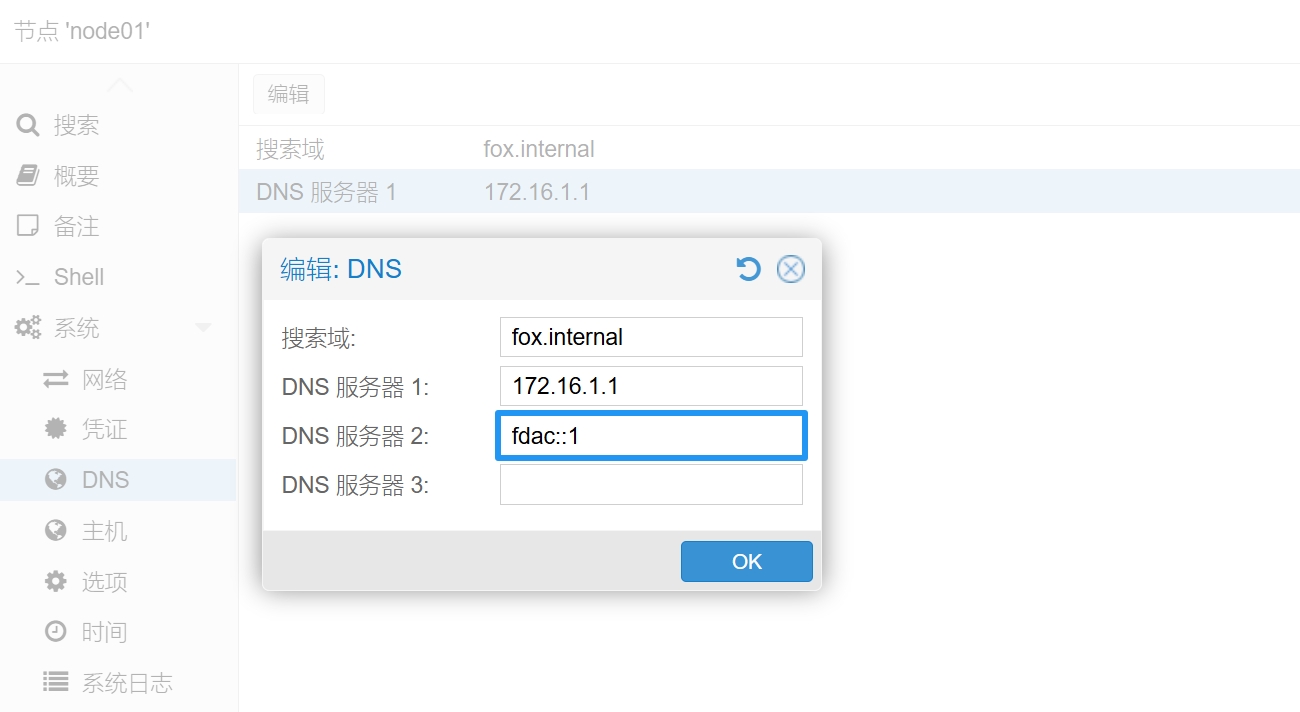 节点 'node01'
搜索
概要
备注
Shell
系统
网络
凭证
DNS
主机
选项
时间
系统日志
编辑
搜索域 fox.internal
DNS 服务器 1 172.16.1.1
编辑: DNS
搜索域: fox.internal
DNS 服务器 1: 172.16.1.1
DNS 服务器 2: fdac::1
DNS 服务器 3:
OK